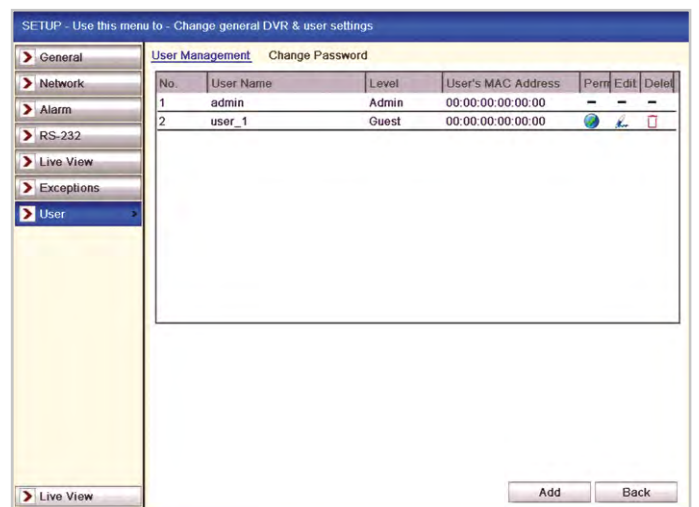 SETUP - Use this menu to - Change general DVR & user settings
General
Network
Alarm
RS-232
Live View
Exceptions
User
Live View
User Management Change Password
No. User Name Level User's MAC Address Perm Edit Delet
1 admin Admin 00:00:00:00:00:00 – – –
2 user_1 Guest 00:00:00:00:00:00
Add Back